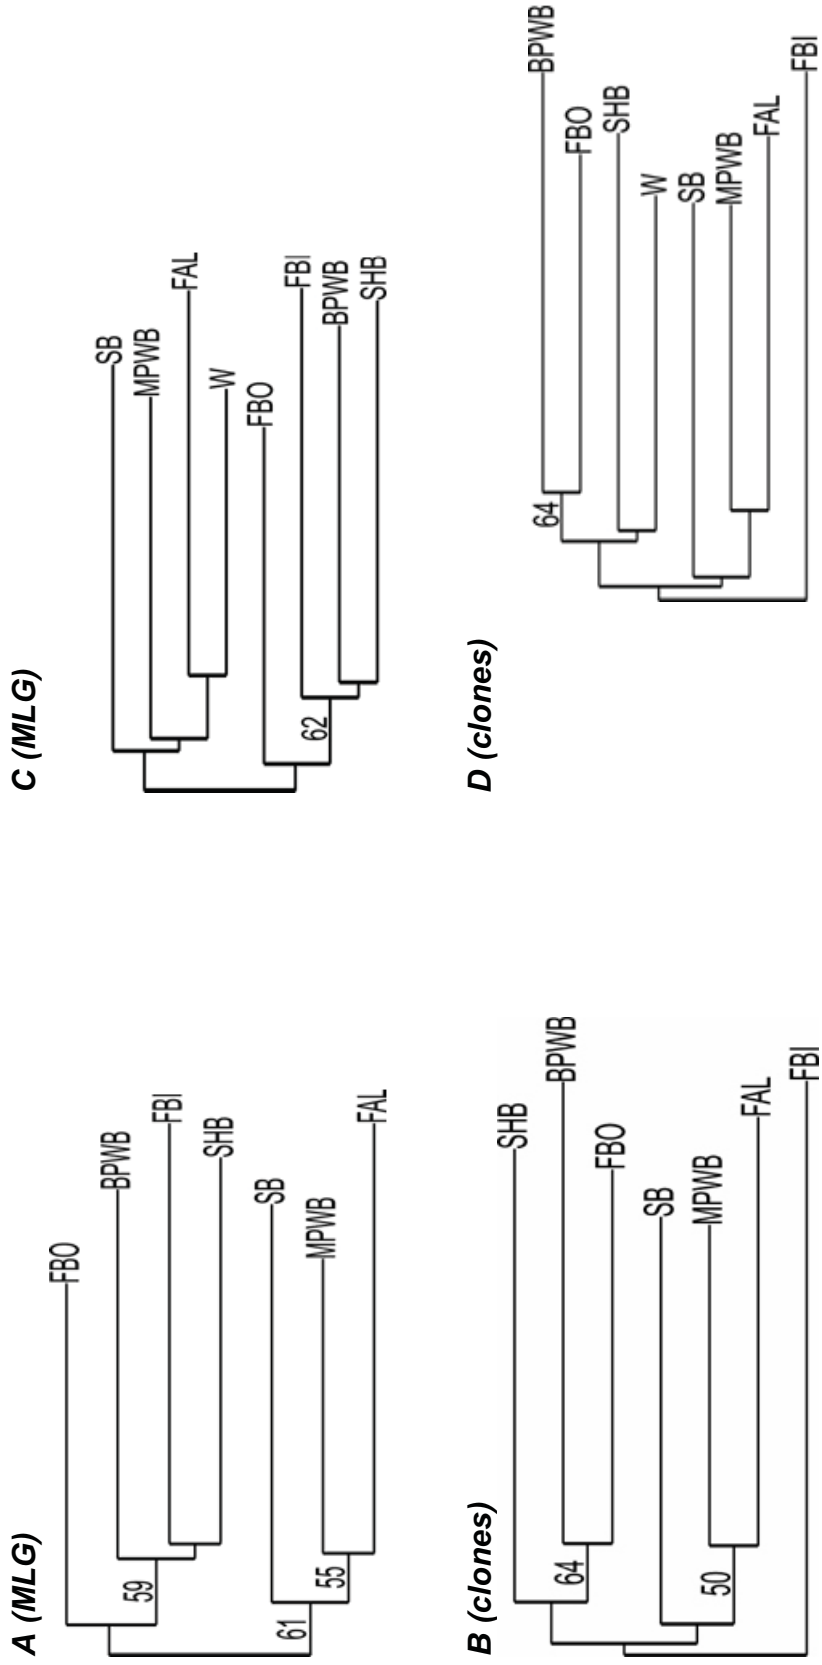 A (MLG)
FBO
BPWB
FBI
SHB
SB
MPWB
FAL
59
61
55
B (clones)
SHB
BPWB
FBO
SB
MPWB
FAL
FBI
64
50
C (MLG)
SB
MPWB
FAL
W
FBO
FBI
BPWB
SHB
62
D (clones)
BPWB
FBO
SHB
W
SB
MPWB
FAL
FBI
64